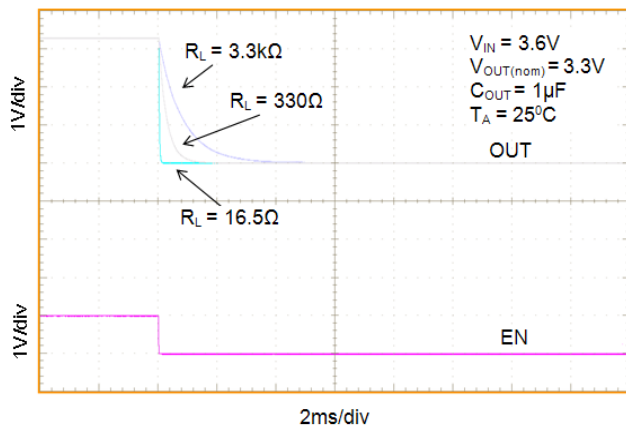 R_L = 3.3kΩ
R_L = 330Ω
R_L = 16.5Ω
V_IN = 3.6V
V_OUT(nom) = 3.3V
C_OUT = 1µF
T_A = 25⁰C
OUT
1V/div
EN
1V/div
2ms/div